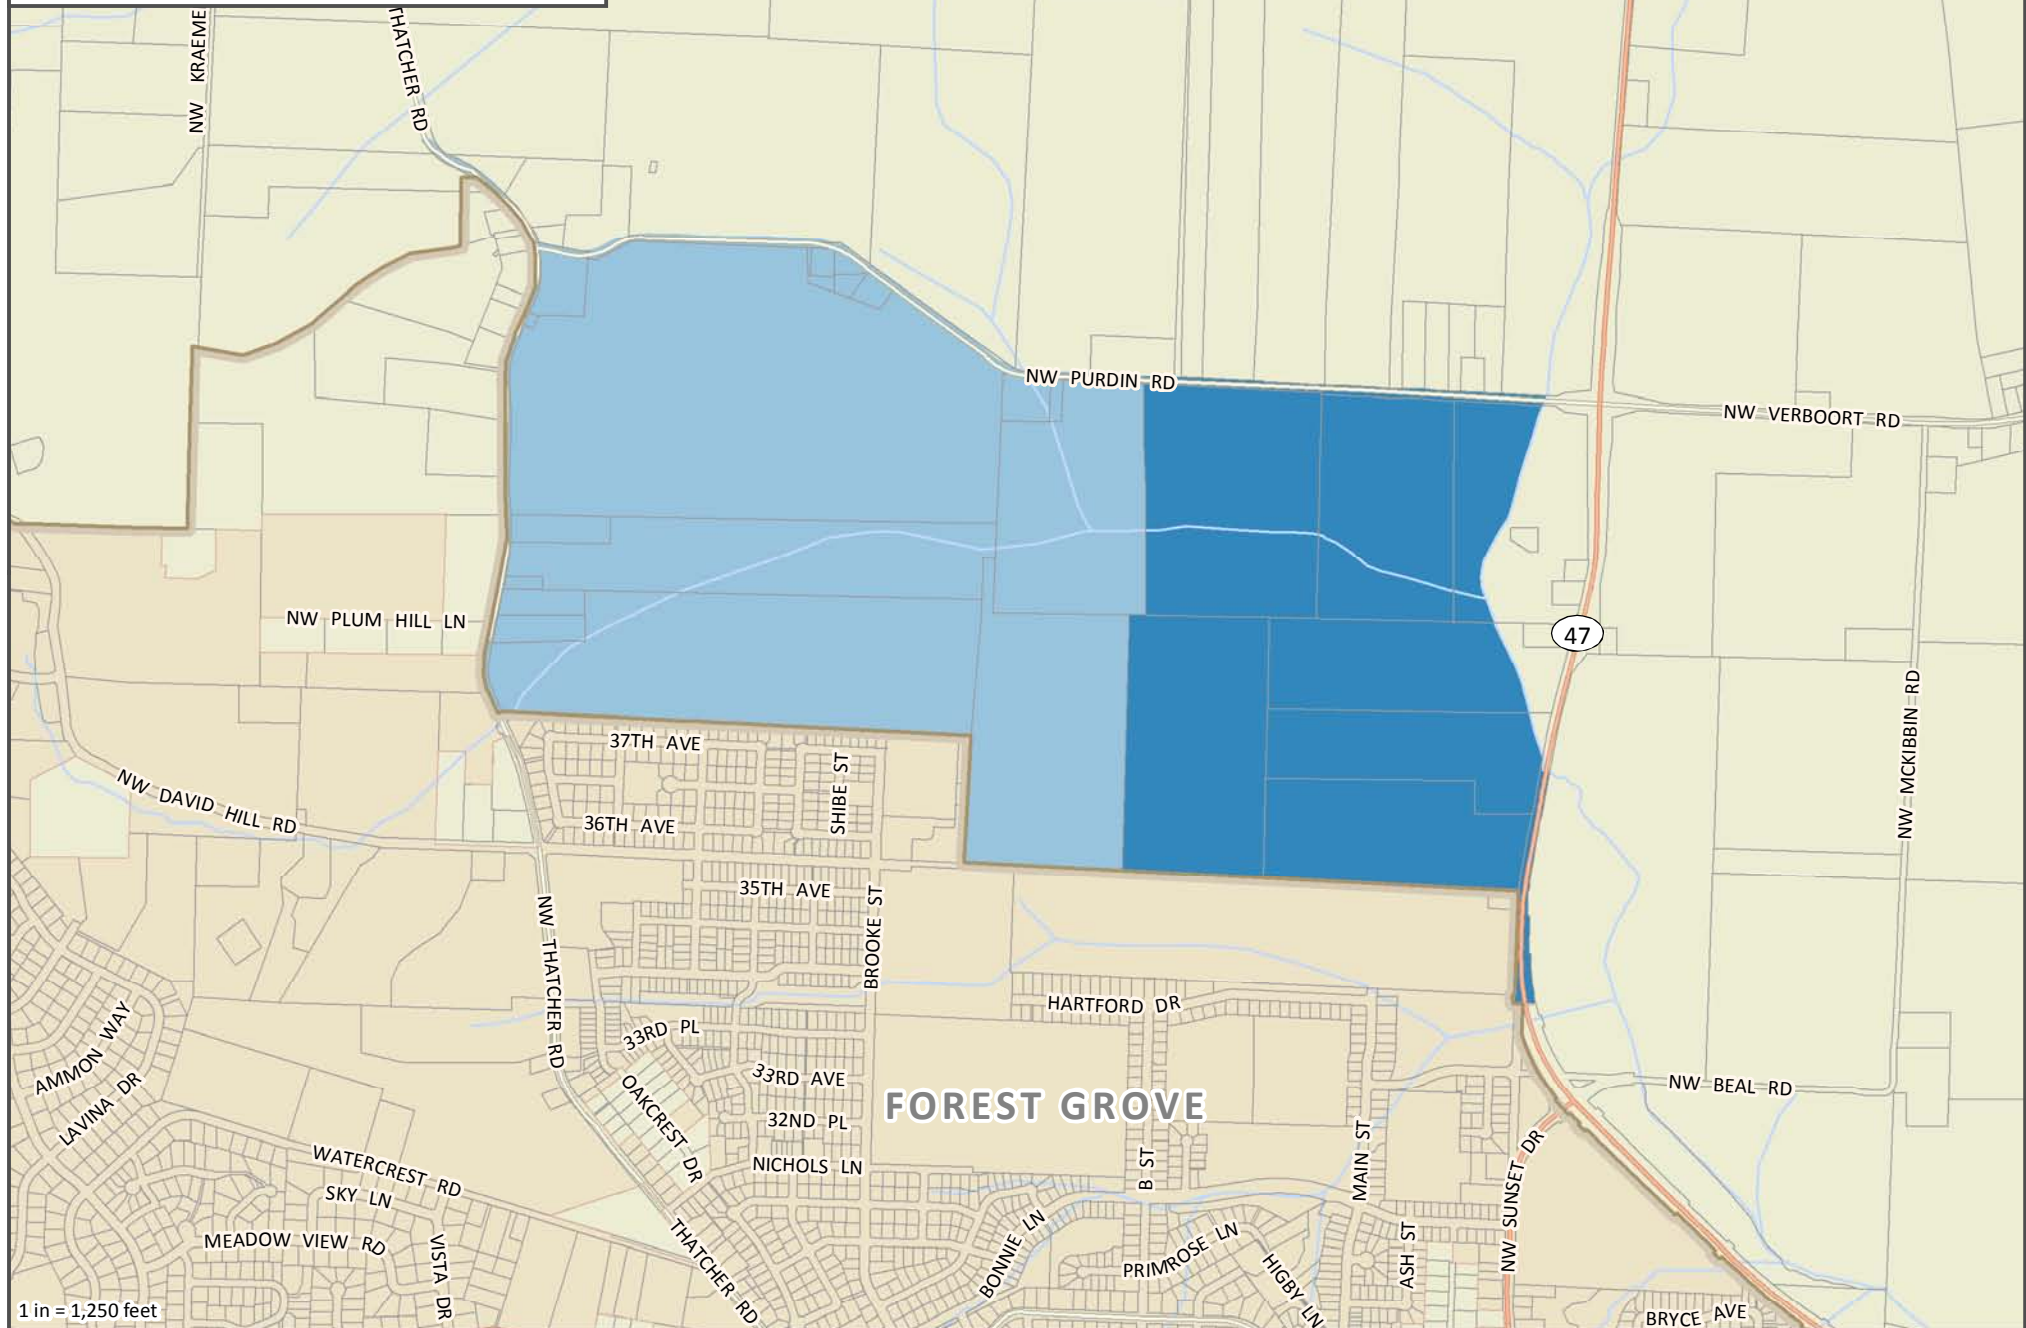 NW KRAEME
THATCHER RD
NW PURDIN RD
NW VERBOORT RD
NW PLUM HILL LN
47
NW MCKIBBIN RD
37TH AVE
SHIBE ST
NW DAVID HILL RD
36TH AVE
35TH AVE
BROOKE ST
NW THATCHER RD
HARTFORD DR
33RD PL
AMMON WAY
LAVINA DR
33RD AVE
OAKCREST DR
FOREST GROVE
NW BEAL RD
32ND PL
NICHOLS LN
B ST
MAIN ST
NW SUNSET DR
WATERCREST RD
SKY LN
MEADOW VIEW RD
VISTA DR
THATCHER RD
BONNIE LN
PRIMROSE LN
HIGBY LN
ASH ST
BRYCE AVE
1 in = 1,250 feet